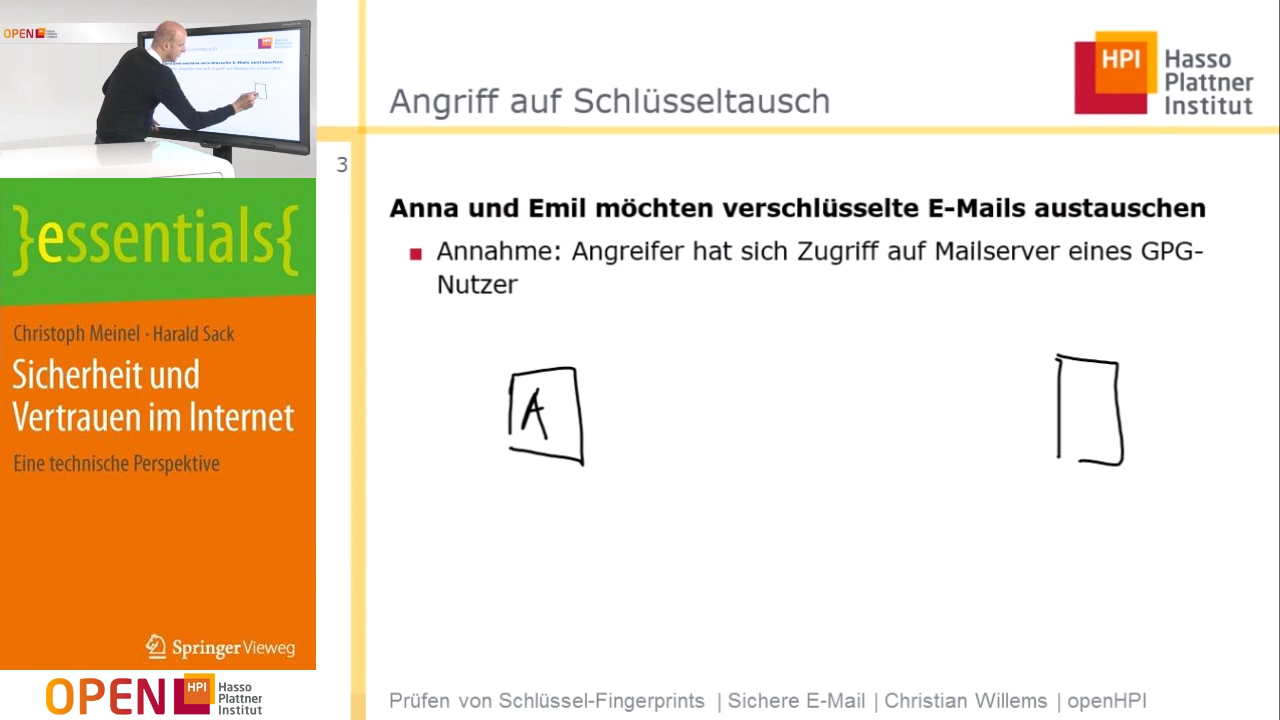 OPEN HPI
Angriff auf Schlüsseltausch
HPI Hasso
Plattner
Institut
3
Anna und Emil möchten verschlüsselte E-Mails austauschen
Annahme: Angreifer hat sich Zugriff auf Mailserver eines GPG-
Nutzer
A
}essentials{
Christoph Meinel · Harald Sack
Sicherheit und
Vertrauen im Internet
Eine technische Perspektive
Springer Vieweg
OPEN HPI Hasso
Plattner
Institut
Prüfen von Schlüssel-Fingerprints | Sichere E-Mail | Christian Willems | openHPI